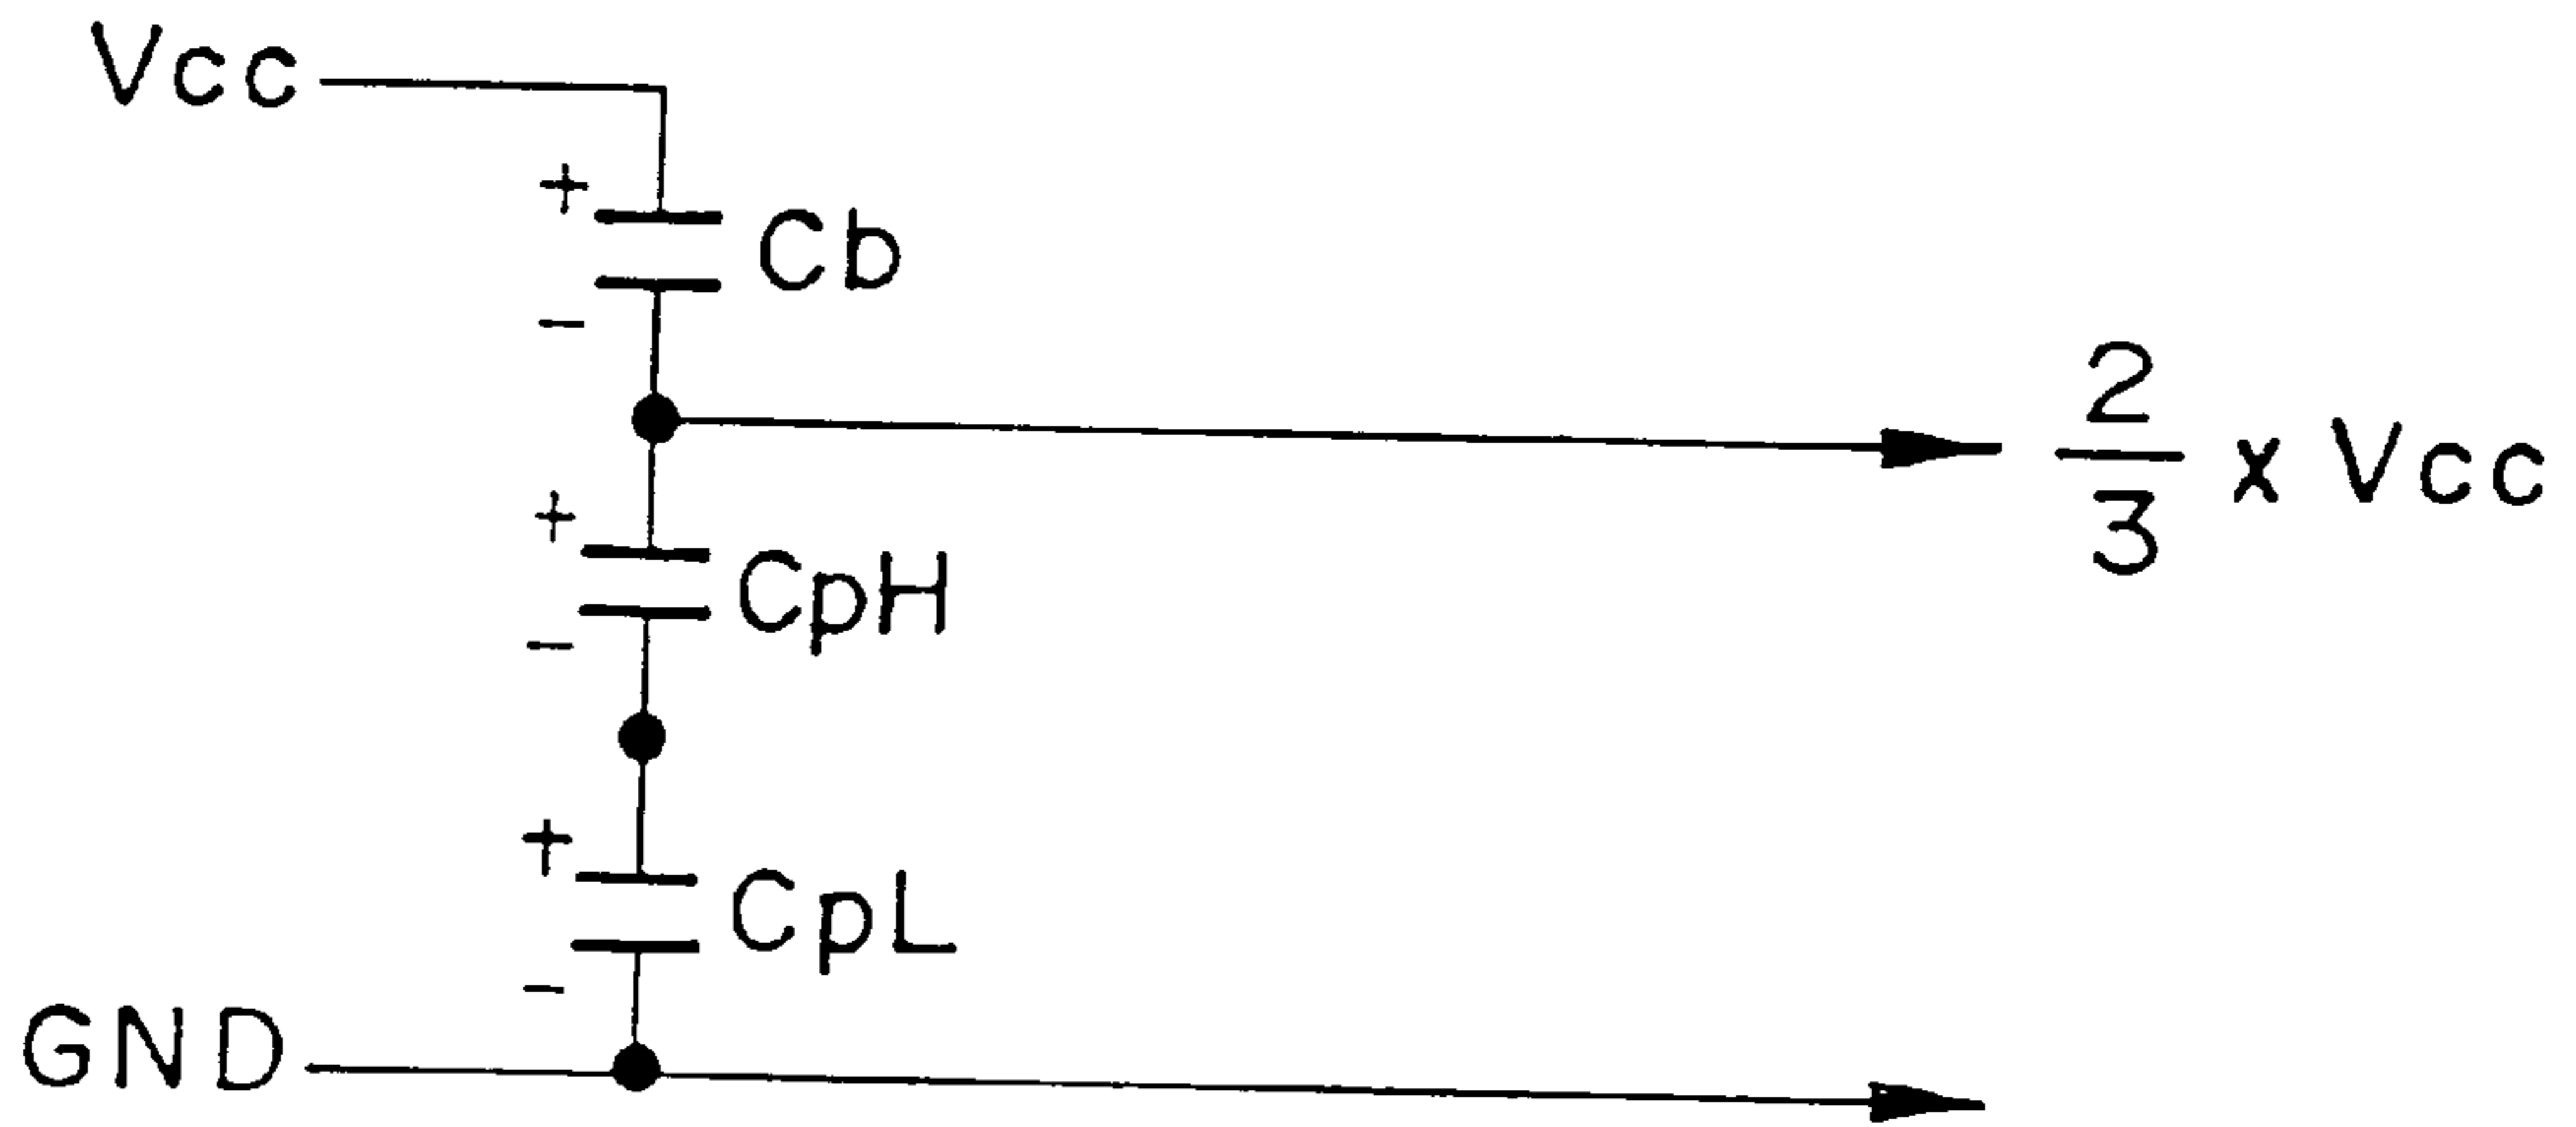 Vcc
+
Cb
-
2/3 x Vcc
+
CpH
-
+
CpL
-
GND